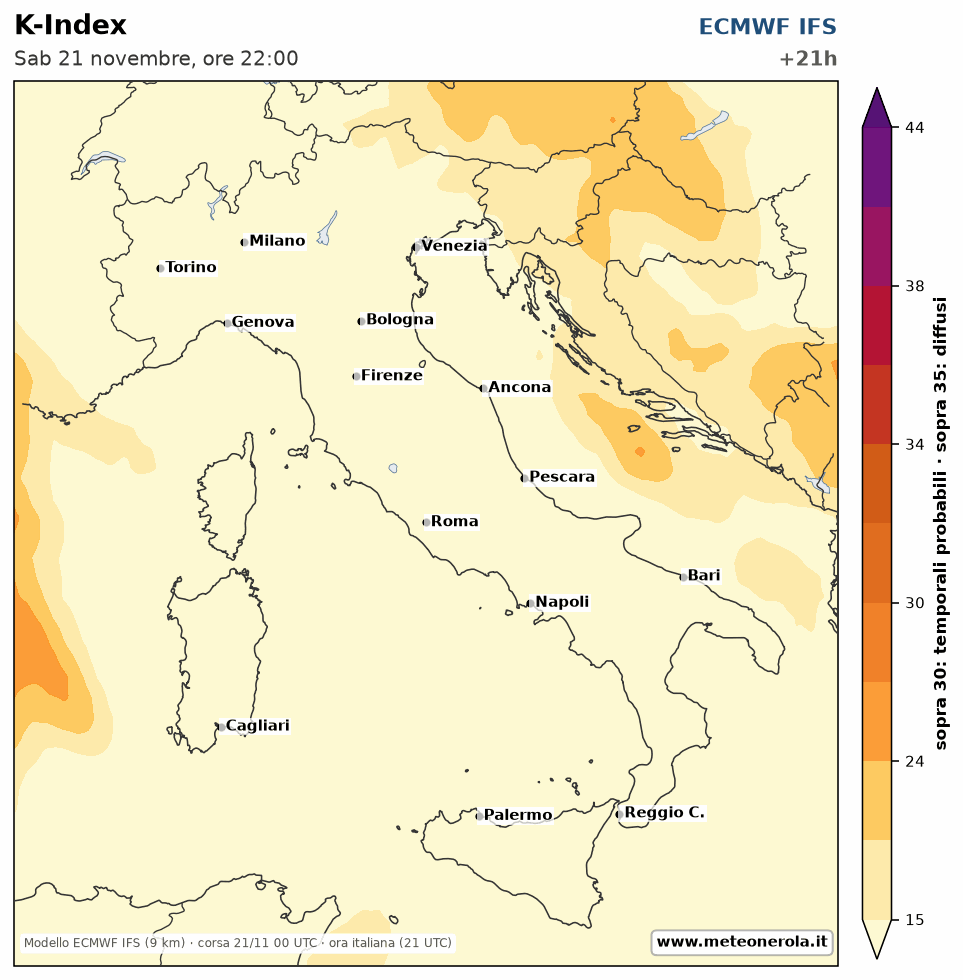 K-Index
ECMWF IFS
Sab 21 novembre, ore 22:00
+21h
44
38
34
30
24
15
sopra 30: temporali probabili · sopra 35: diffusi
Milano
Venezia
Torino
Genova
Bologna
Firenze
Ancona
Pescara
Roma
Bari
Napoli
Cagliari
Palermo
Reggio C.
Modello ECMWF IFS (9 km) · corsa 21/11 00 UTC · ora italiana (21 UTC)
www.meteonerola.it